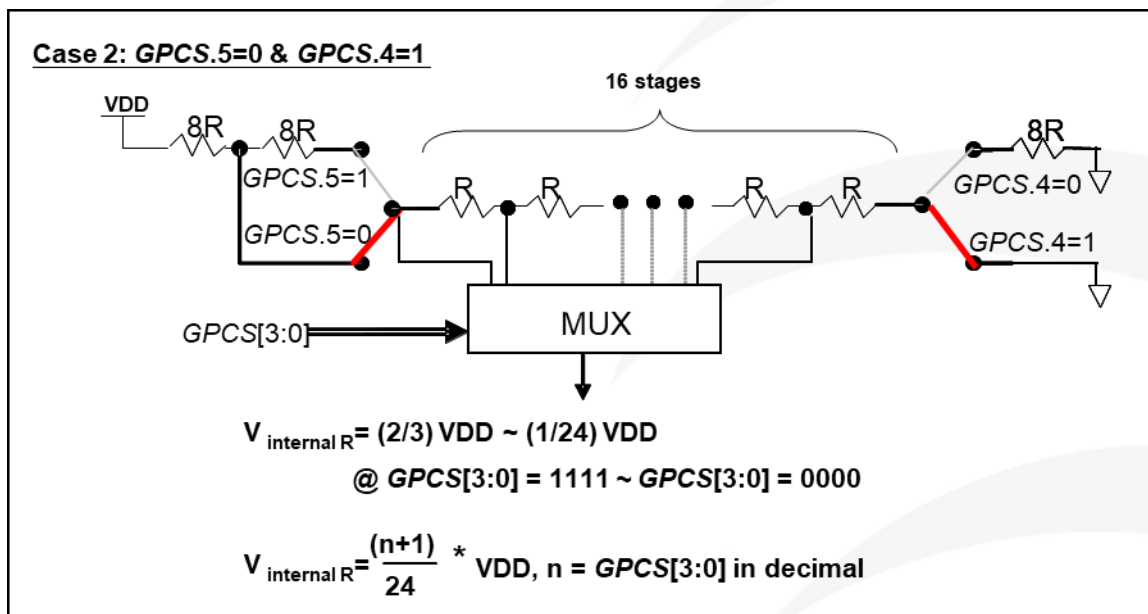 Case 2: GPCS.5=0 & GPCS.4=1
16 stages
VDD
8R 8R 8R
GPCS.5=1 R R R R GPCS.4=0
GPCS.5=0 GPCS.4=1
MUX
GPCS[3:0]
V internal R = (2/3) VDD ~ (1/24) VDD
@ GPCS[3:0] = 1111 ~ GPCS[3:0] = 0000
V internal R = (n+1)/24 * VDD, n = GPCS[3:0] in decimal